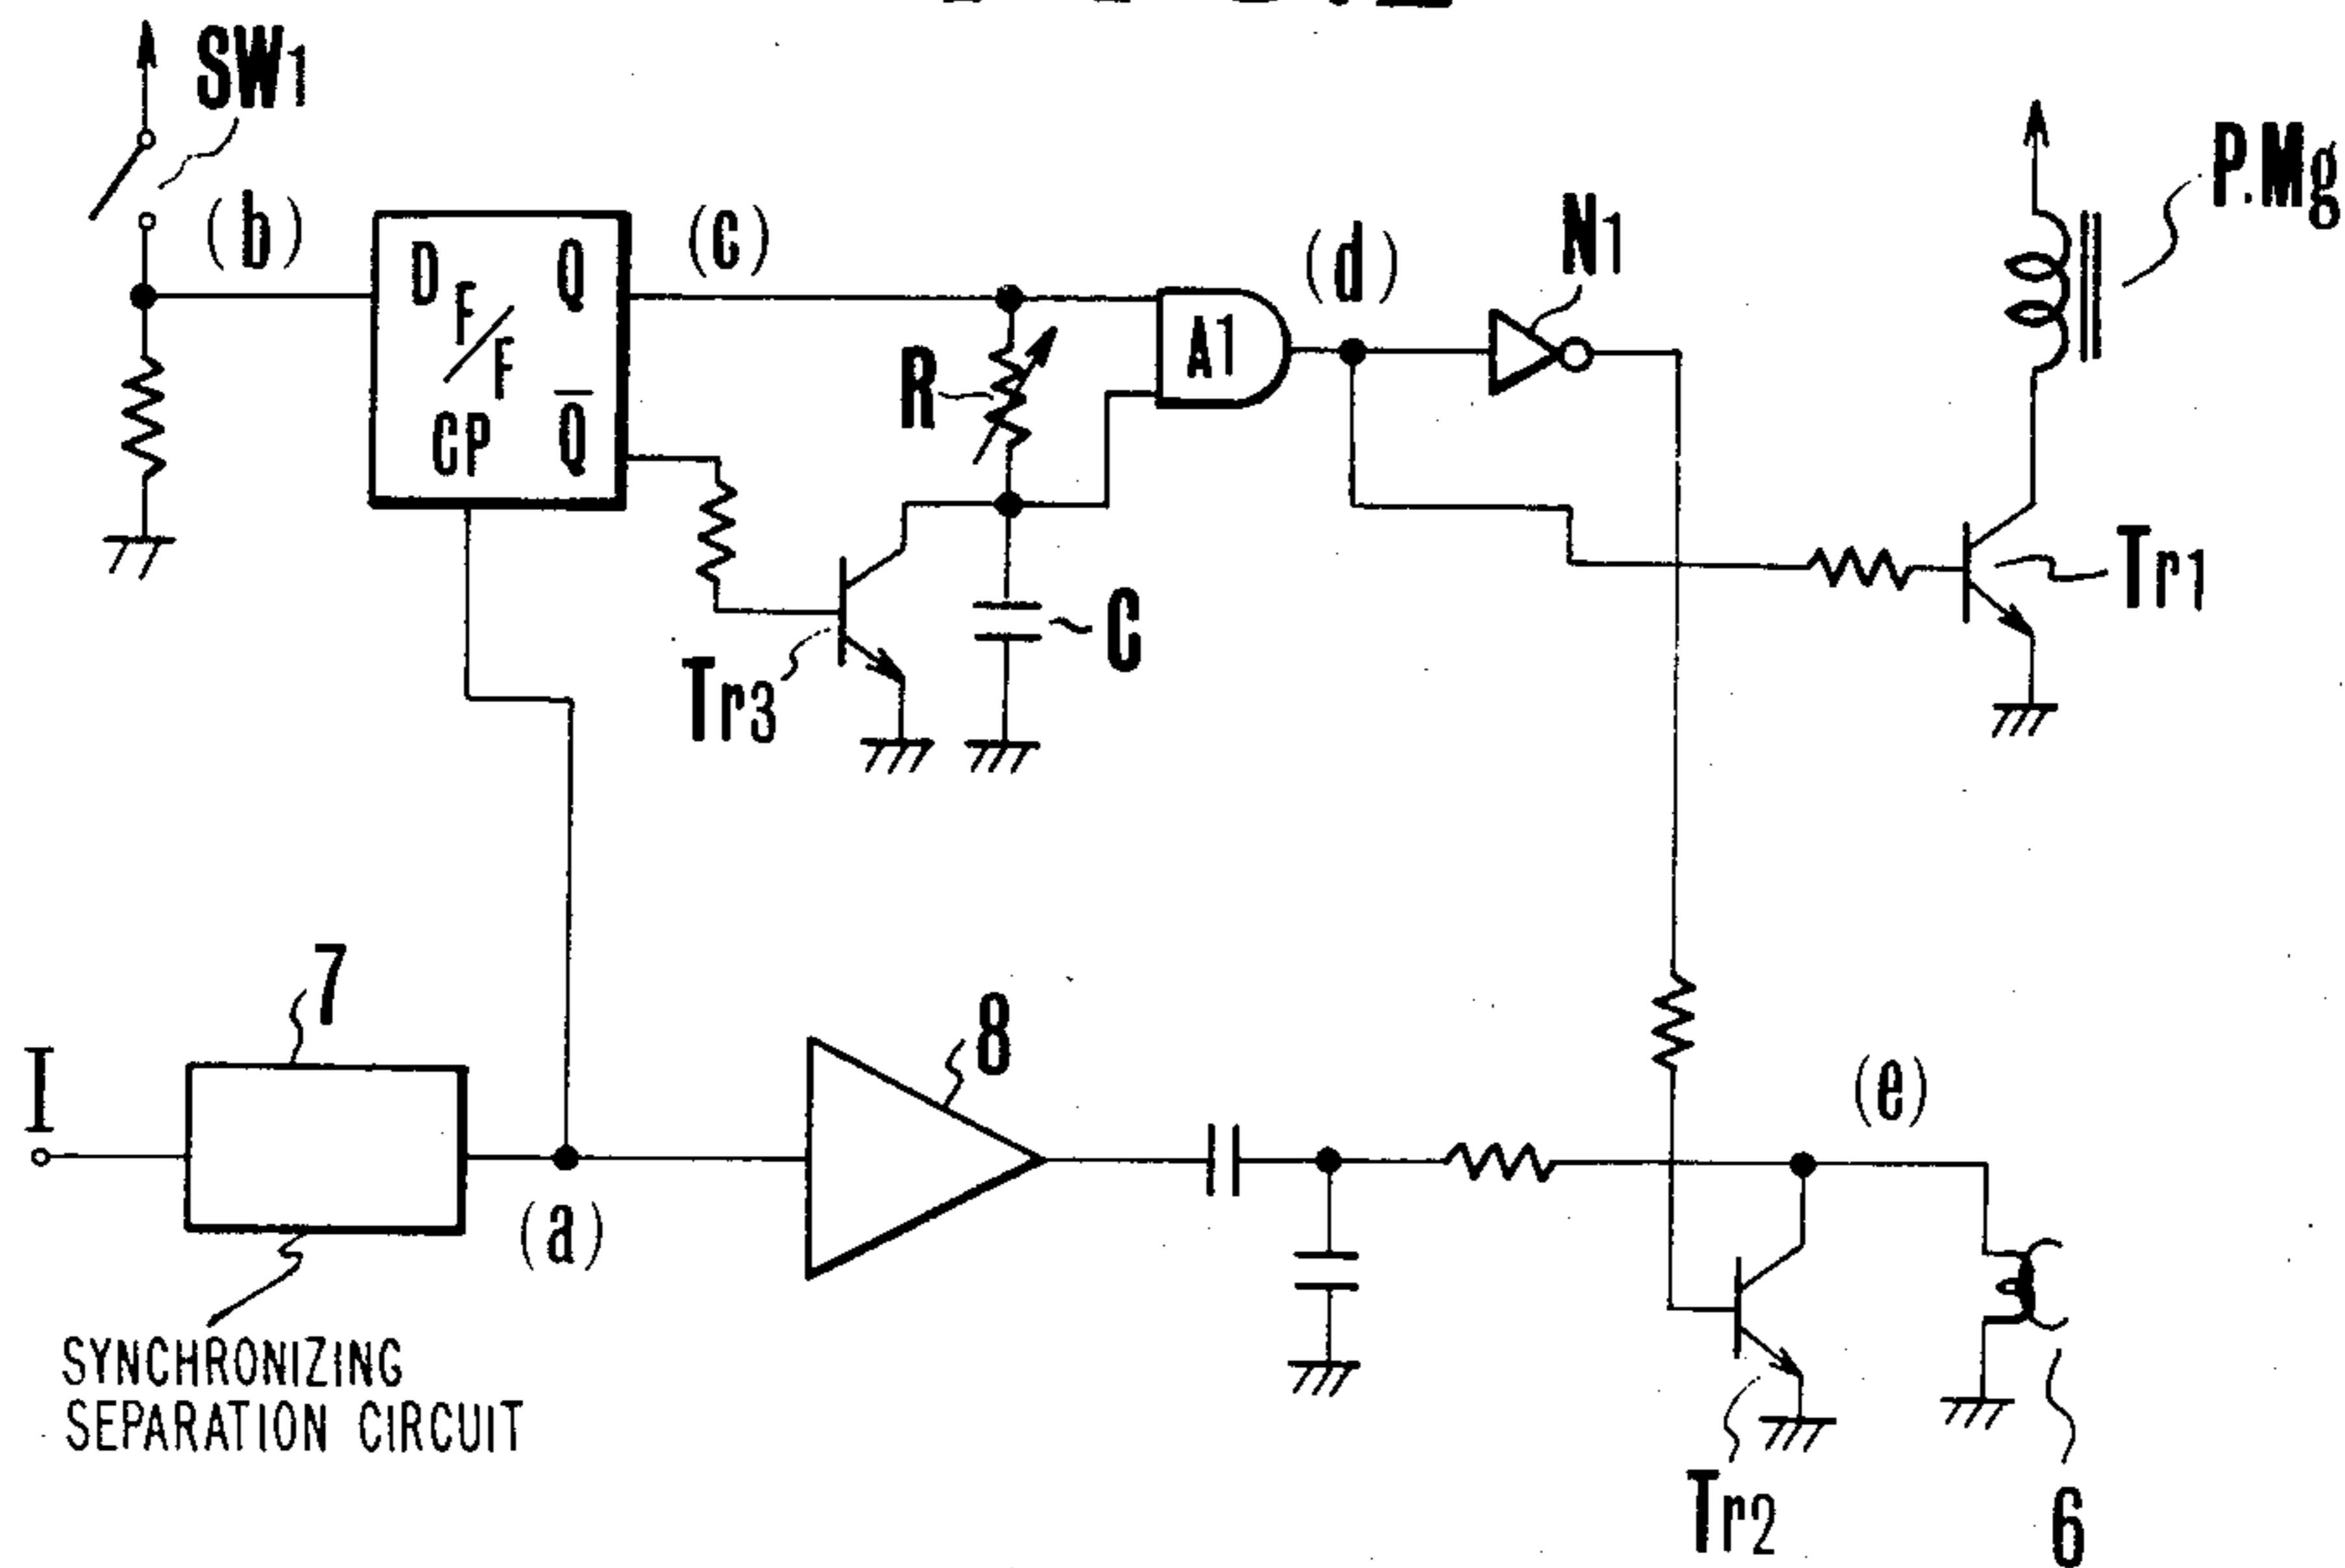 SW1
P.Mg
(b)
(c)
(d)
N1
D
F/F
Q
CP
Q̅
R
A1
Tr1
C
Tr3
7
I
8
(e)
(a)
SYNCHRONIZING
SEPARATION CIRCUIT
Tr2
6